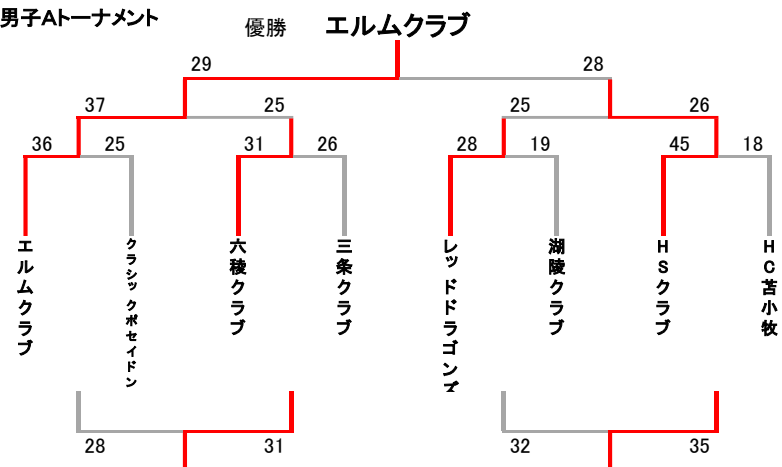 男子Aトーナメント
優勝 エルムクラブ
29 28
37 25 25 26
36 25 31 26 28 19 45 18
エルムクラブ
クラシックポセイドン
六稜クラブ
三条クラブ
レッドドラゴンズ
湖陵クラブ
HSクラブ
HC苫小牧
28 31 32 35